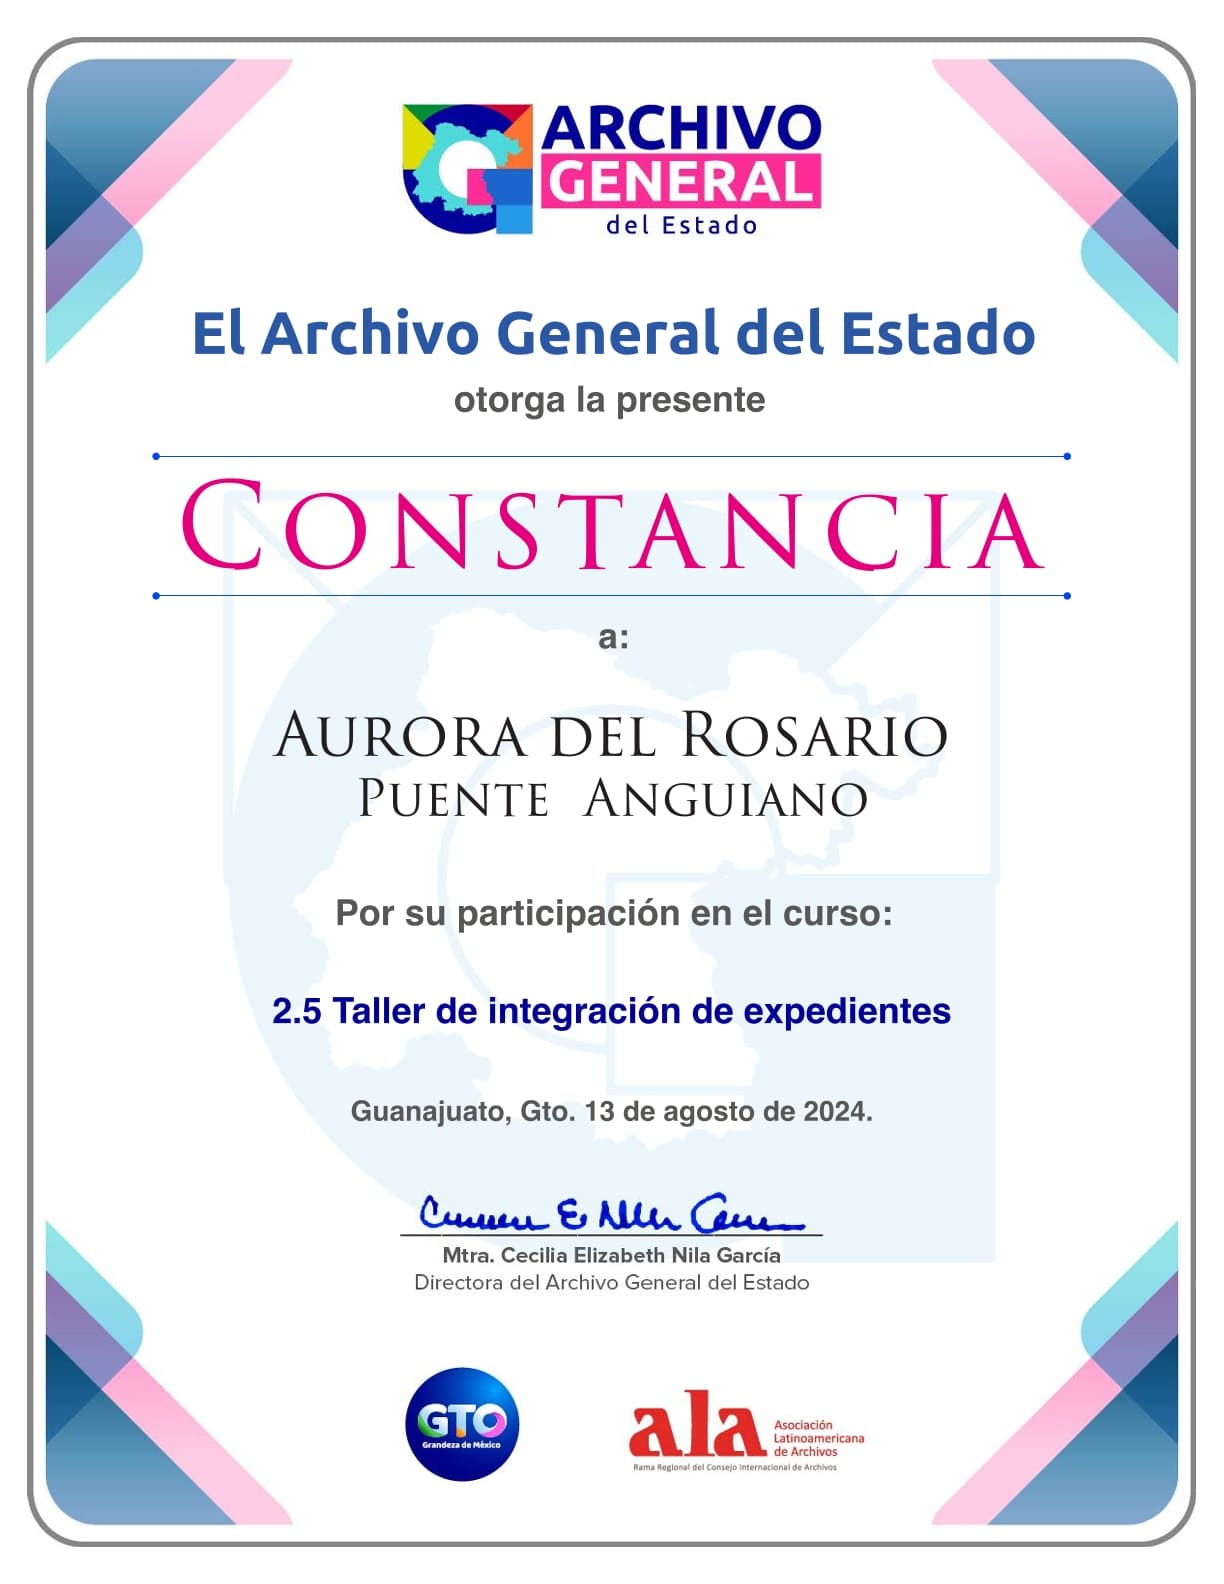 ARCHIVO
GENERAL
del Estado
El Archivo General del Estado
otorga la presente
CONSTANCIA
a:
AURORA DEL ROSARIO
PUENTE ANGUIANO
Por su participación en el curso:
2.5 Taller de integración de expedientes
Guanajuato, Gto. 13 de agosto de 2024.
Mtra. Cecilia Elizabeth Nila García
Directora del Archivo General del Estado
GTO
Grandeza de México
ala
Asociación
Latinoamericana
de Archivos
Rama Regional del Consejo Internacional de Archivos